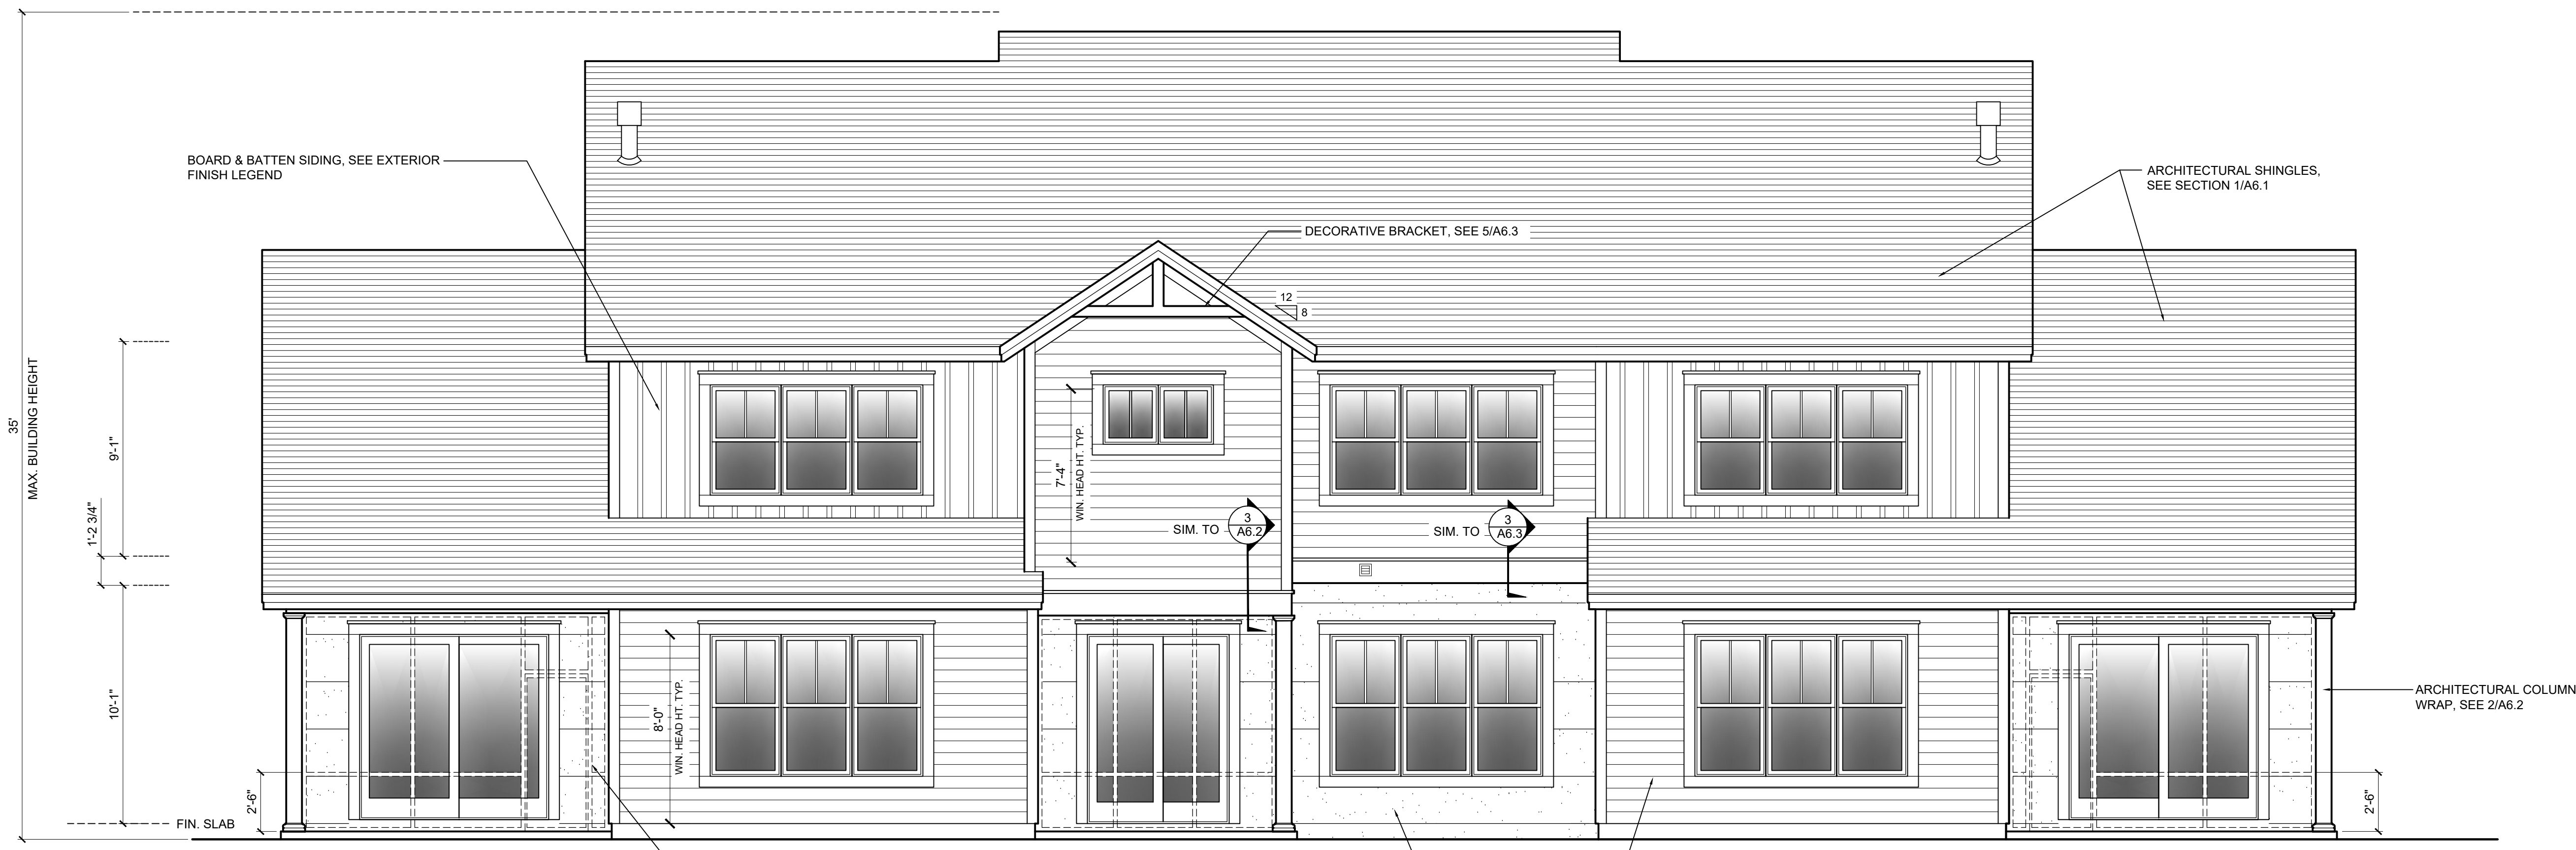 BOARD & BATTEN SIDING, SEE EXTERIOR
FINISH LEGEND
ARCHITECTURAL SHINGLES,
SEE SECTION 1/A6.1
DECORATIVE BRACKET, SEE 5/A6.3
12
8
35'
MAX. BUILDING HEIGHT
9'-1"
1'-2 3/4"
10'-1"
7'-4"
WIN. HEAD HT. TYP.
SIM. TO
3
A6.2
SIM. TO
3
A6.3
8'-0"
WIN. HEAD HT. TYP.
ARCHITECTURAL COLUMN
WRAP, SEE 2/A6.2
2'-6"
2'-6"
FIN. SLAB